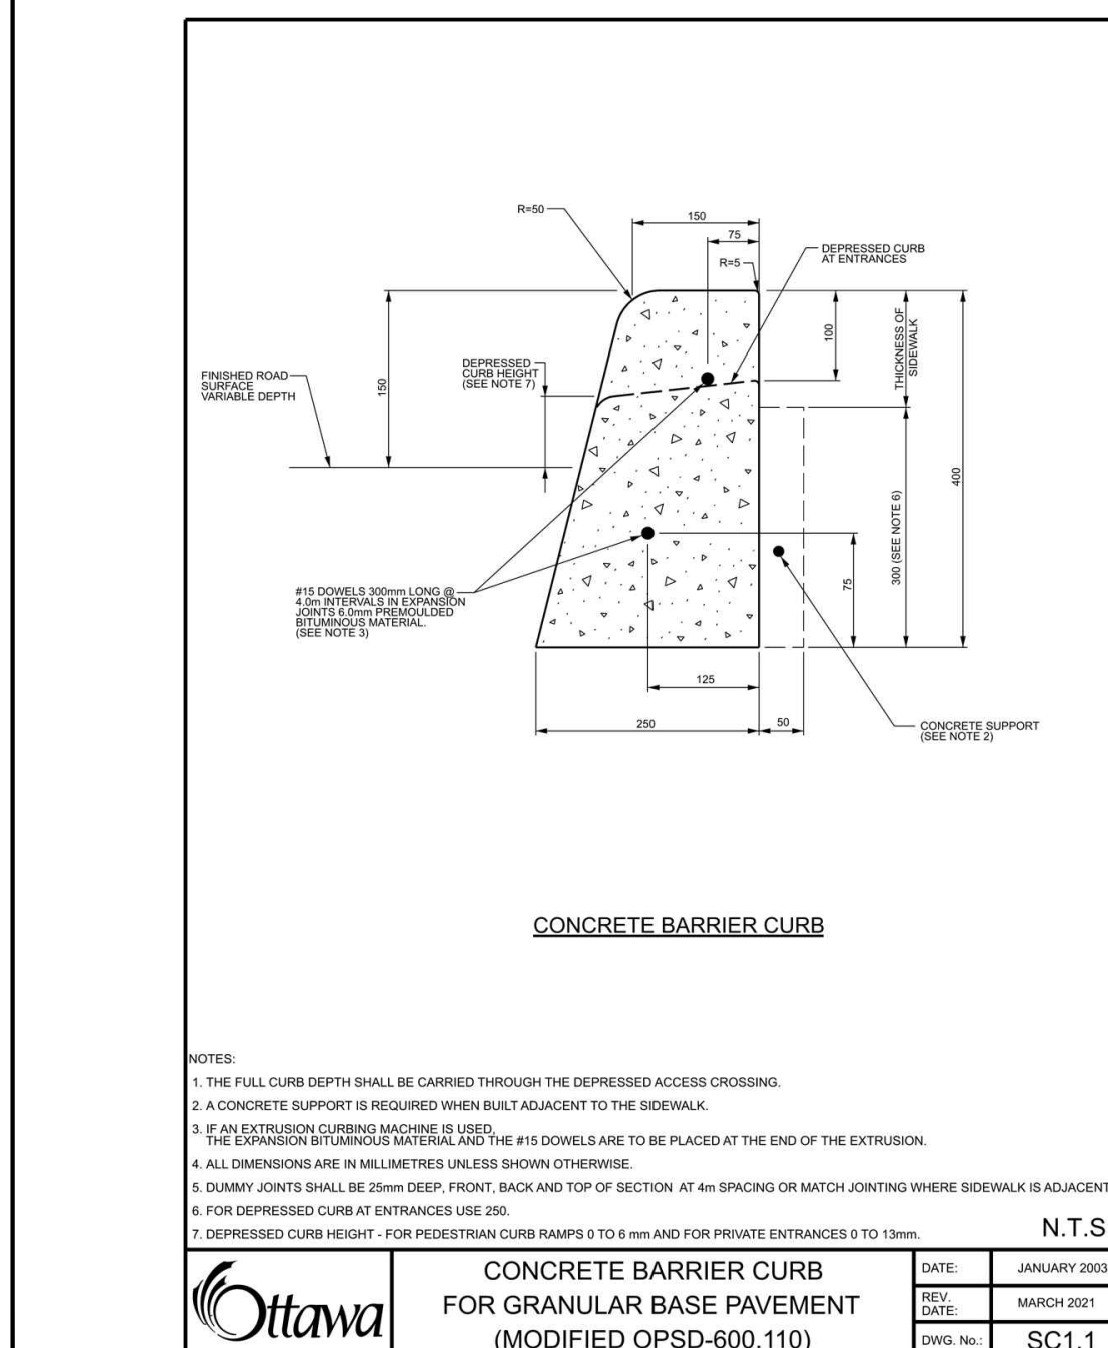 R=50
150
75
R=5
DEPRESSED CURB
AT ENTRANCES
100
THICKNESS OF
SIDEWALK
DEPRESSED
CURB HEIGHT
(SEE NOTE 7)
FINISHED ROAD
SURFACE
VARIABLE DEPTH
150
400
300 (SEE NOTE 6)
75
#15 DOWELS 300mm LONG @
4.0m INTERVALS IN EXPANSION
JOINTS 6.0mm PREMOULDED
BITUMINOUS MATERIAL.
(SEE NOTE 3)
125
250
50
CONCRETE SUPPORT
(SEE NOTE 2)
CONCRETE BARRIER CURB
NOTES:
1. THE FULL CURB DEPTH SHALL BE CARRIED THROUGH THE DEPRESSED ACCESS CROSSING.
2. A CONCRETE SUPPORT IS REQUIRED WHEN BUILT ADJACENT TO THE SIDEWALK.
3. IF AN EXTRUSION CURBING MACHINE IS USED,
THE EXPANSION BITUMINOUS MATERIAL AND THE #15 DOWELS ARE TO BE PLACED AT THE END OF THE EXTRUSION.
4. ALL DIMENSIONS ARE IN MILLIMETRES UNLESS SHOWN OTHERWISE.
5. DUMMY JOINTS SHALL BE 25mm DEEP, FRONT, BACK AND TOP OF SECTION AT 4m SPACING OR MATCH JOINTING WHERE SIDEWALK IS ADJACENT
6. FOR DEPRESSED CURB AT ENTRANCES USE 250.
7. DEPRESSED CURB HEIGHT - FOR PEDESTRIAN CURB RAMPS 0 TO 6 mm AND FOR PRIVATE ENTRANCES 0 TO 13mm.
N.T.S
Ottawa
CONCRETE BARRIER CURB
FOR GRANULAR BASE PAVEMENT
(MODIFIED OPSD-600.110)
DATE: JANUARY 2003
REV.
DATE: MARCH 2021
DWG. No.: SC1.1